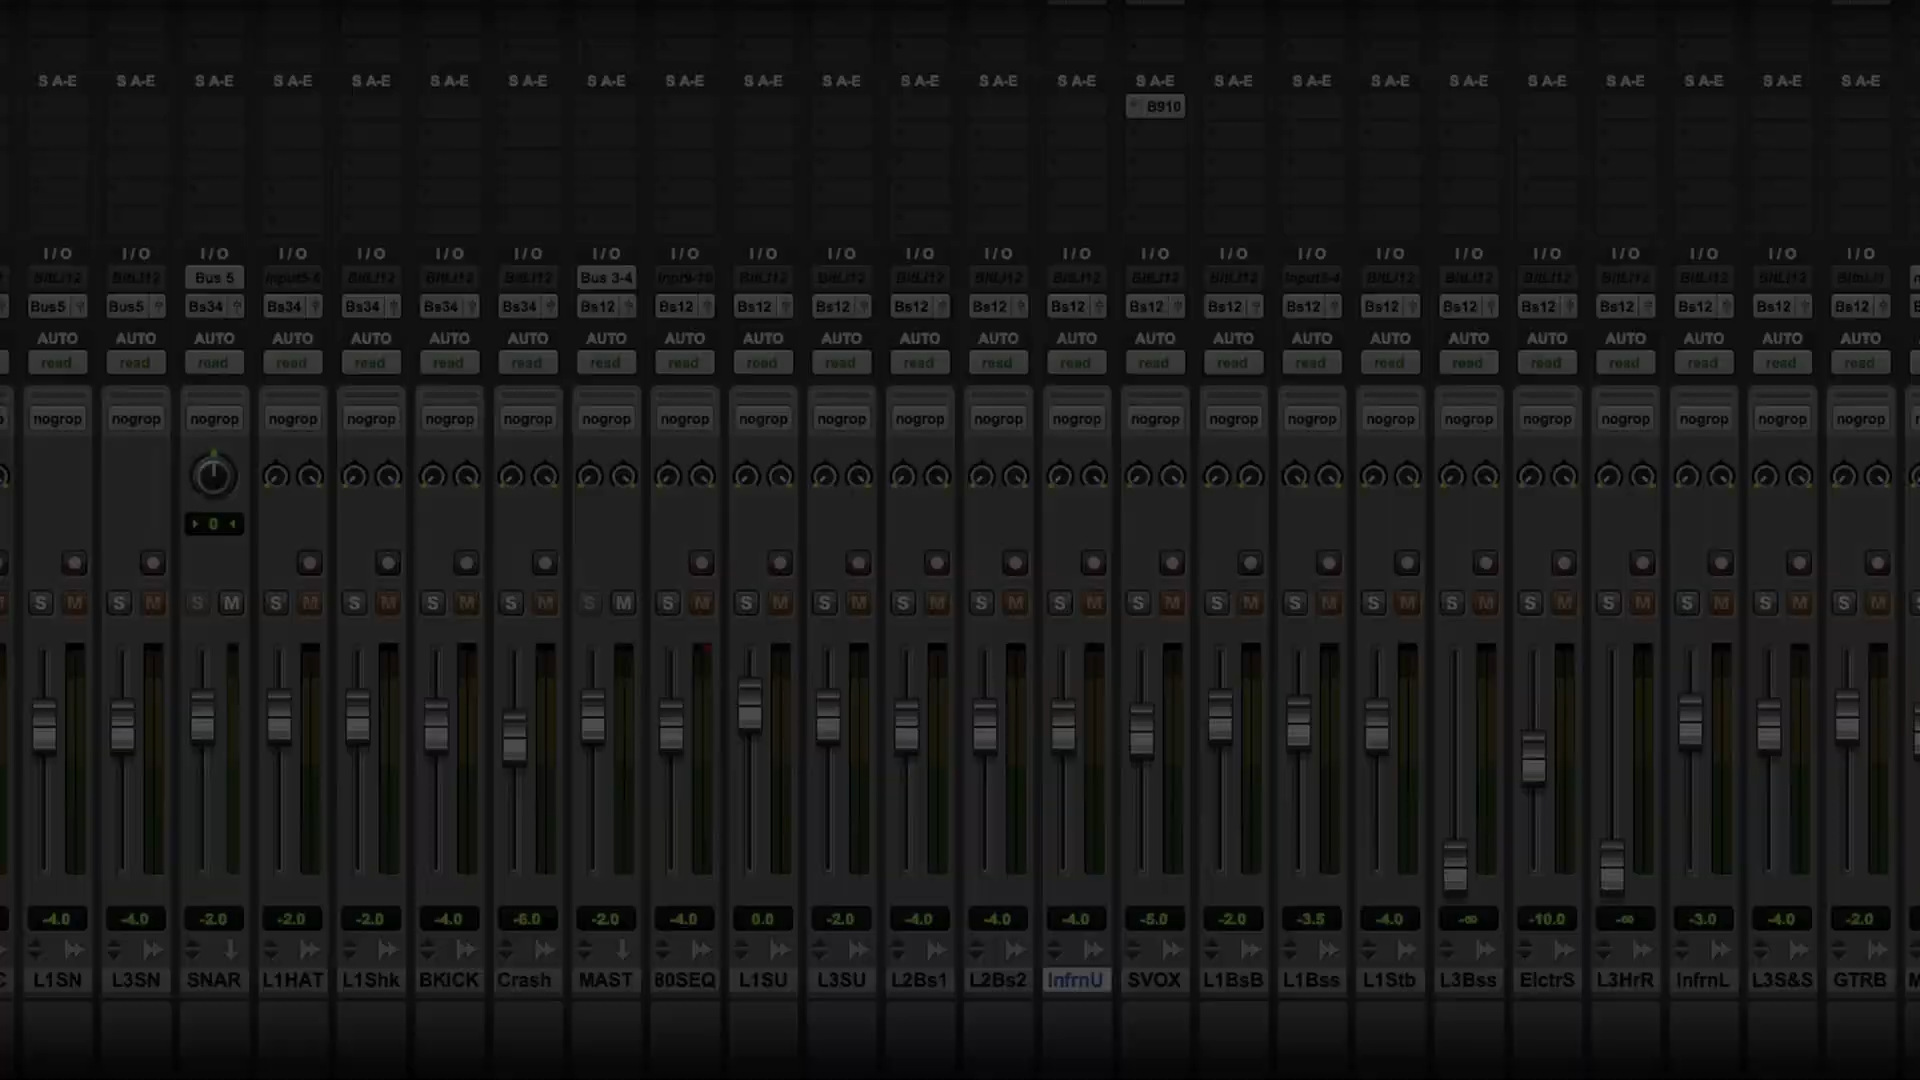 S A-E S A-E S A-E S A-E S A-E S A-E S A-E S A-E S A-E S A-E S A-E S A-E S A-E S A-E S A-E S A-E S A-E S A-E S A-E S A-E S A-E S A-E S A-E S A-E
B910
I / O I / O I / O I / O I / O I / O I / O I / O I / O I / O I / O I / O I / O I / O I / O I / O I / O I / O I / O I / O I / O I / O I / O I / O
Bus 5 Bus 3-4
Bus5 Bus5 Bs34 Bs34 Bs34 Bs34 Bs34 Bs12 Bs12 Bs12 Bs12 Bs12 Bs12 Bs12 Bs12 Bs12 Bs12 Bs12 Bs12 Bs12 Bs12 Bs12 Bs12 Bs12
AUTO AUTO AUTO AUTO AUTO AUTO AUTO AUTO AUTO AUTO AUTO AUTO AUTO AUTO AUTO AUTO AUTO AUTO AUTO AUTO AUTO AUTO AUTO AUTO
read read read read read read read read read read read read read read read read read read read read read read read read
nogrop nogrop nogrop nogrop nogrop nogrop nogrop nogrop nogrop nogrop nogrop nogrop nogrop nogrop nogrop nogrop nogrop nogrop nogrop nogrop nogrop nogrop nogrop nogrop
0
S M S M S M S M S M S M S M S M S M S M S M S M S M S M S M S M S M S M S M S M S M S M S M S M
-4.0 -4.0 -2.0 -2.0 -2.0 -4.0 -6.0 -2.0 -4.0 0.0 -2.0 -4.0 -4.0 -4.0 -5.0 -2.0 -3.5 -4.0 -∞ -10.0 -∞ -3.0 -4.0 -2.0
L1SN L3SN SNAR L1HAT L1Shk BKICK Crash MAST 80SEQ L1SU L3SU L2Bs1 L2Bs2 InfrnU SVOX L1BsB L1Bss L1Stb L3Bss ElctrS L3HrR InfrnL L3S&S GTRB